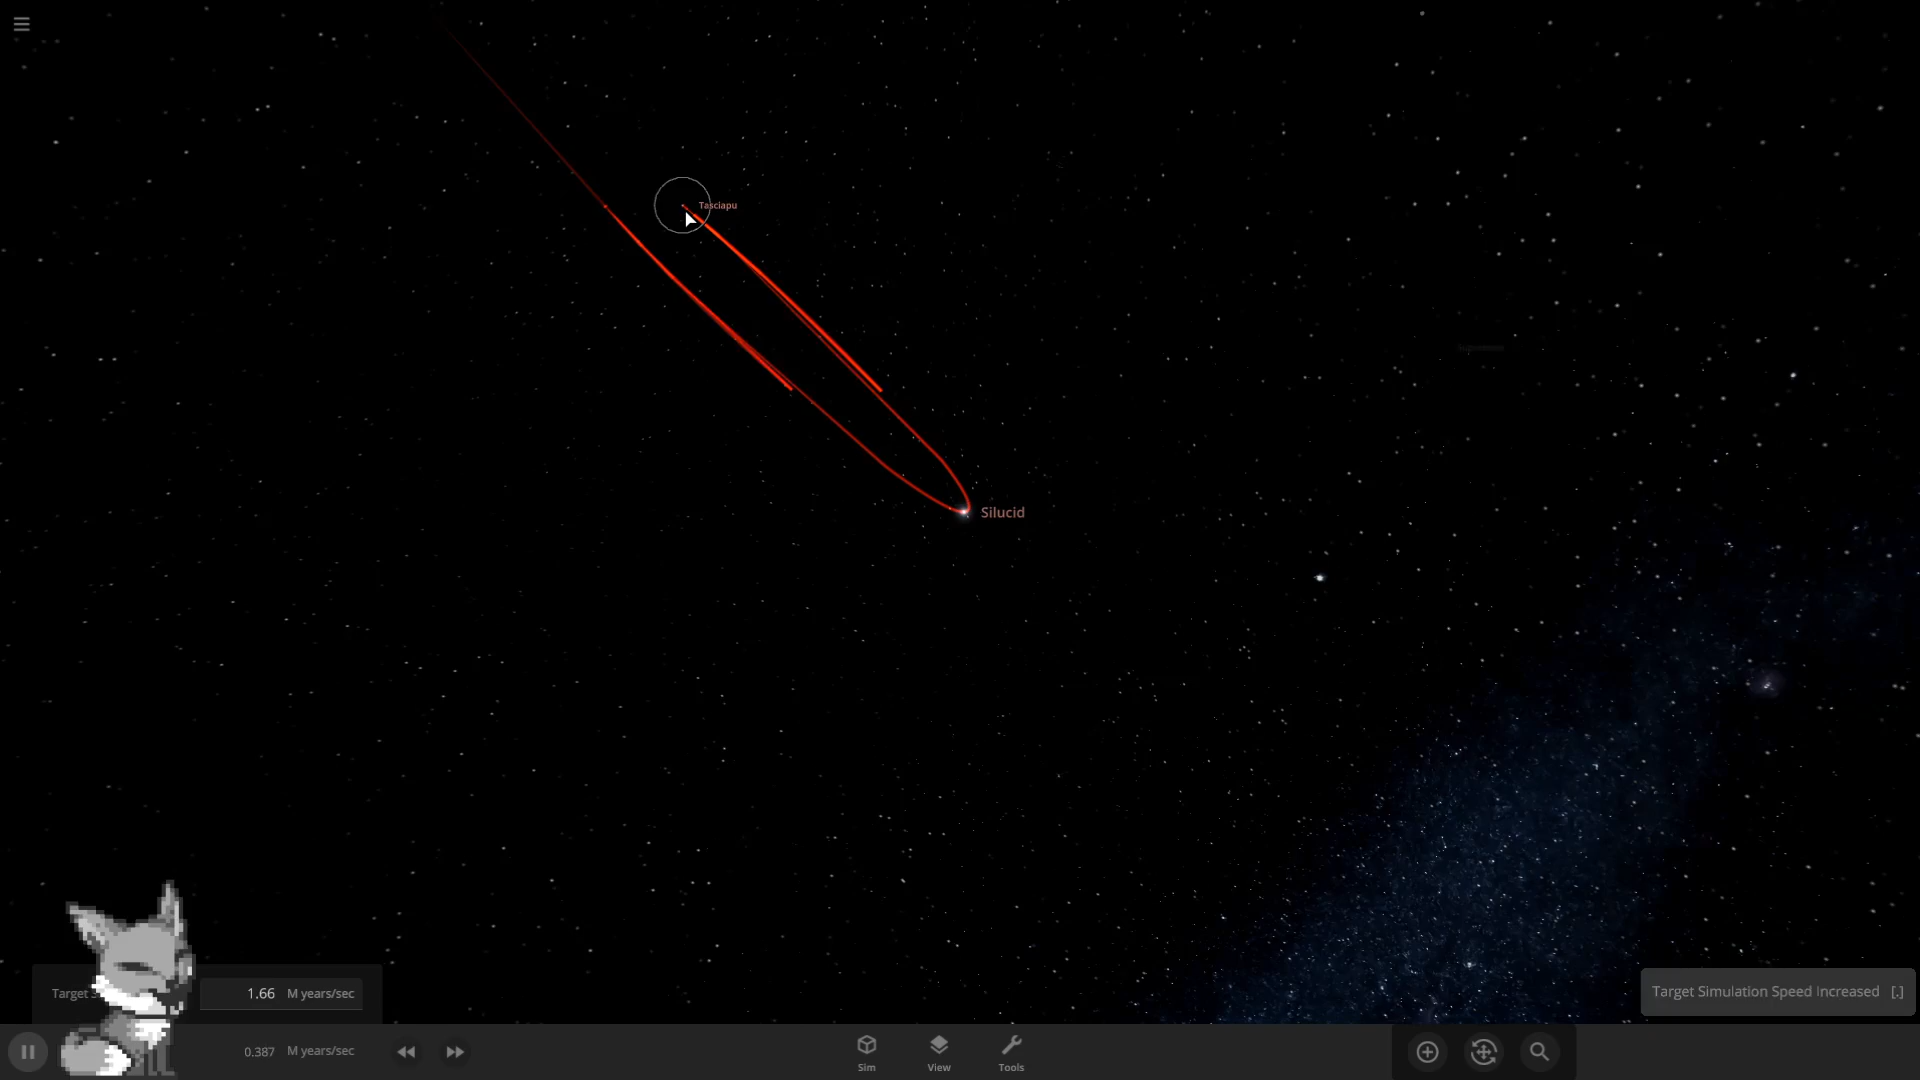 Tasciapu
Silucid
Target S
1.66 M years/sec
Target Simulation Speed Increased [.]
0.387 M years/sec
Sim
View
Tools